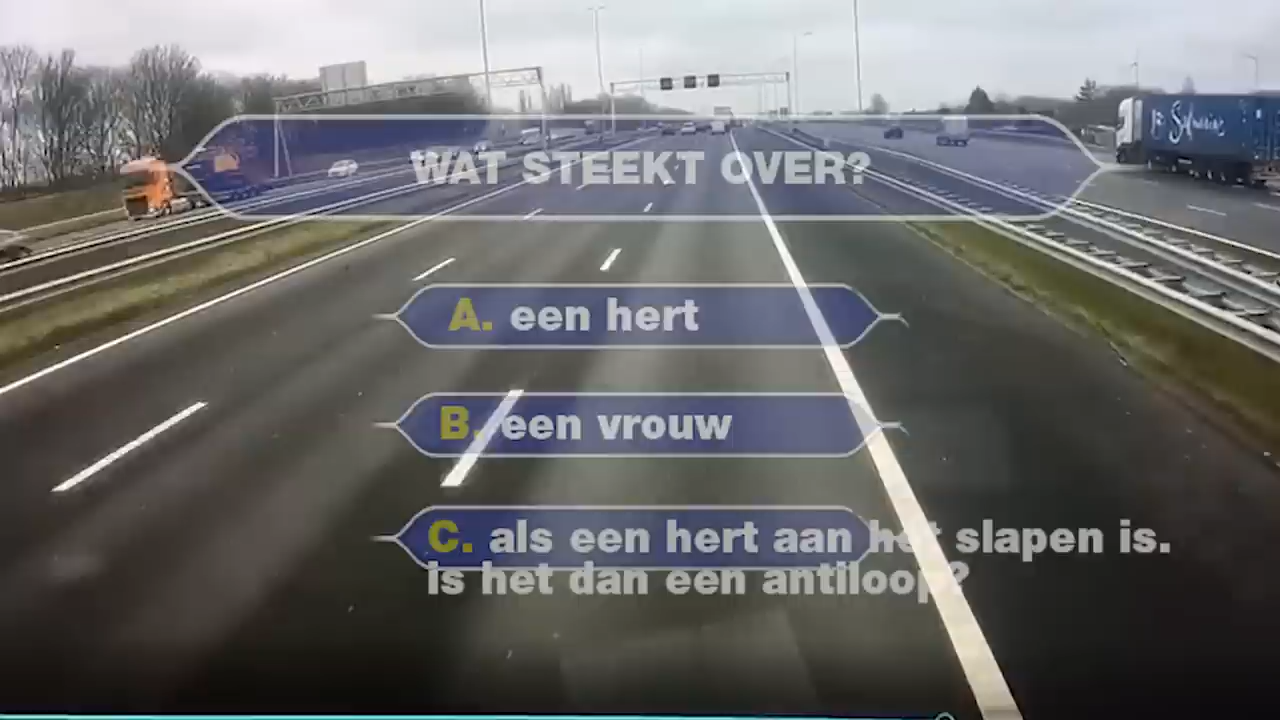 WAT STEEKT OVER?
A. een hert
B. een vrouw
C. als een hert aan het slapen is.
is het dan een antiloop?